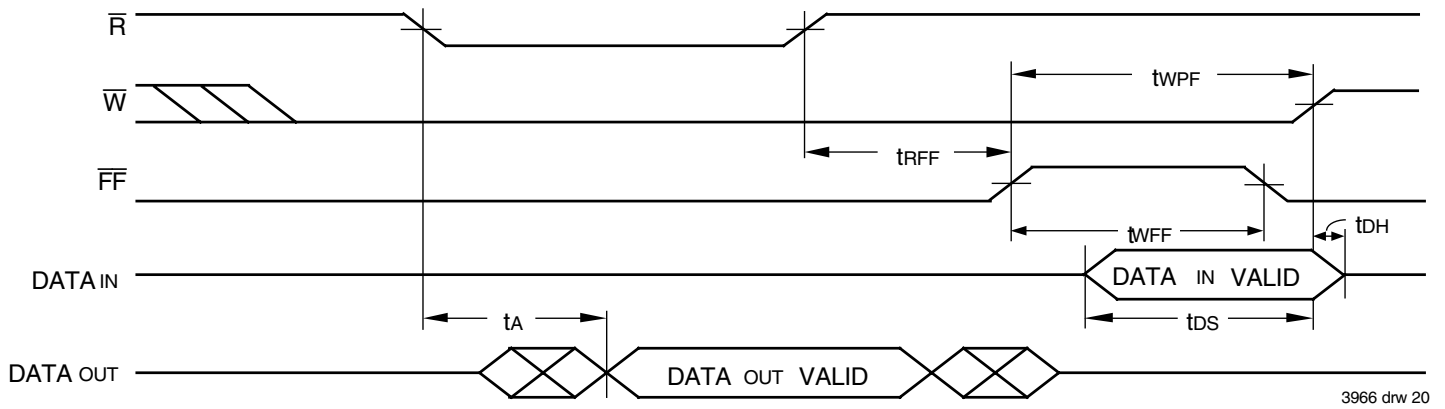 R̅
tWPF
W̅
tRFF
F̅F̅
tDH
tWFF
DATA IN
DATA IN VALID
tA
tDS
DATA OUT
DATA OUT VALID
3966 drw 20